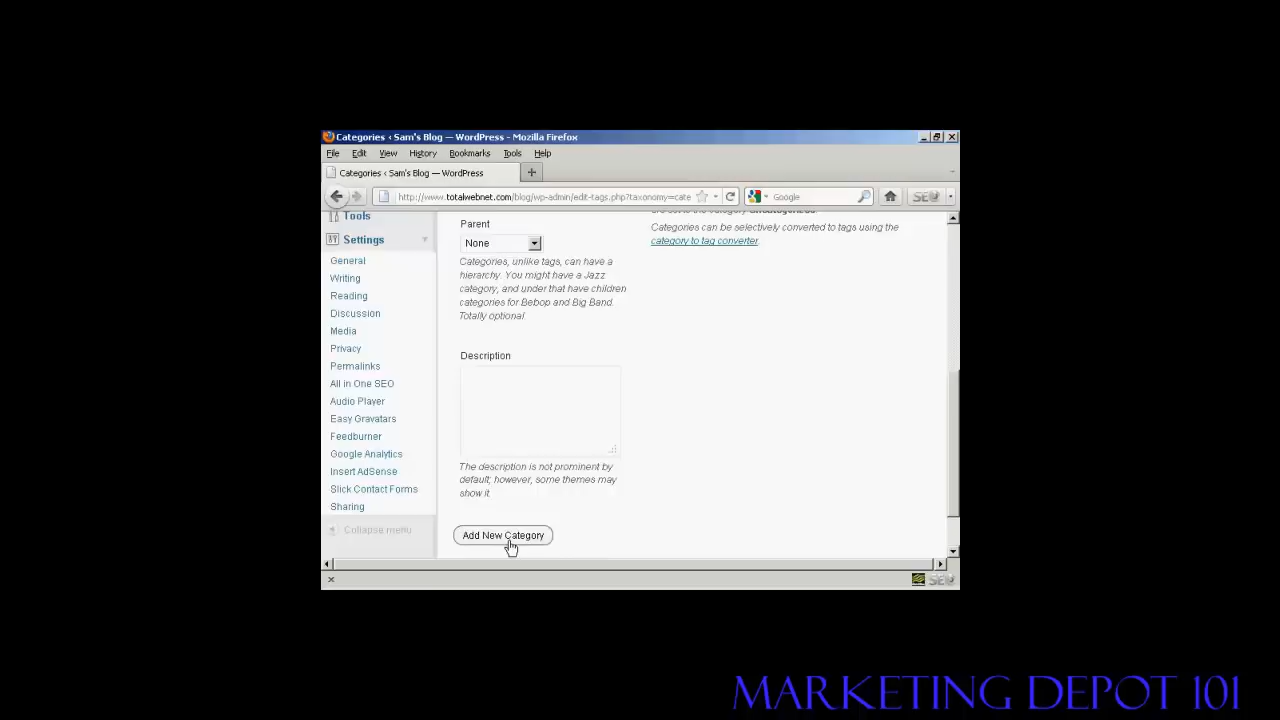 Categories ‹ Sam's Blog — WordPress - Mozilla Firefox
File Edit View History Bookmarks Tools Help
Categories ‹ Sam's Blog — WordPress
http://www.totalwebnet.com/blog/wp-admin/edit-tags.php?taxonomy=cate
Google
SEO
Tools
Settings
General
Writing
Reading
Discussion
Media
Privacy
Permalinks
All in One SEO
Audio Player
Easy Gravatars
Feedburner
Google Analytics
Insert AdSense
Slick Contact Forms
Sharing
Collapse menu
Parent
None
Categories, unlike tags, can have a
hierarchy. You might have a Jazz
category, and under that have children
categories for Bebop and Big Band.
Totally optional.
Description
The description is not prominent by
default; however, some themes may
show it.
Add New Category
Categories can be selectively converted to tags using the
category to tag converter.
SEO
MARKETING DEPOT 101